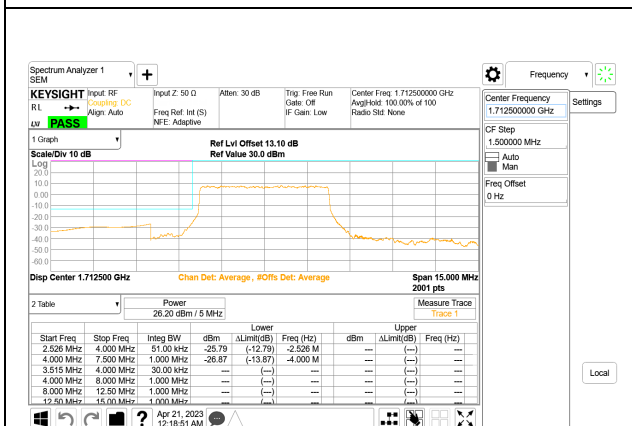 Spectrum Analyzer 1
Frequency
KEYSIGHT Input: RF Input Z: 50 Ω Atten: 30 dB Trig: Free Run Center Freq: 1.712500000 GHz
RL Coupling: DC Gate: Off Avg|Hold: 100.00% of 100
Align: Auto Freq Ref: Int (S) IF Gain: Low Radio Std: None
LXI PASS NFE: Adaptive
Center Frequency
1.712500000 GHz
Settings
CF Step
1.500000 MHz
Auto
Man
Freq Offset
0 Hz
1 Graph
Scale/Div 10 dB
Ref Lvl Offset 13.10 dB
Ref Value 30.0 dBm
Log
20.0
10.0
0.00
-10.0
-20.0
-30.0
-40.0
-50.0
-60.0
Disp Center 1.712500 GHz Chan Det: Average, #Offs Det: Average Span 15.000 MHz
2001 pts
2 Table Power Measure Trace
26.20 dBm / 5 MHz Trace 1
Lower Upper
Start Freq Stop Freq Integ BW dBm ΔLimit(dB) Freq (Hz) dBm ΔLimit(dB) Freq (Hz)
2.526 MHz 4.000 MHz 51.00 kHz -25.79 (-12.79) -2.526 M --- (---) ---
4.000 MHz 7.500 MHz 1.000 MHz -26.87 (-13.87) -4.000 M --- (---) ---
3.515 MHz 4.000 MHz 30.00 kHz --- (---) --- --- (---) ---
4.000 MHz 8.000 MHz 1.000 MHz --- (---) --- --- (---) ---
8.000 MHz 12.50 MHz 1.000 MHz --- (---) --- --- (---) ---
12.50 MHz 15.00 MHz 1.000 MHz --- (---) --- --- (---) ---
Local
Apr 21, 2023
12:18:51 AM